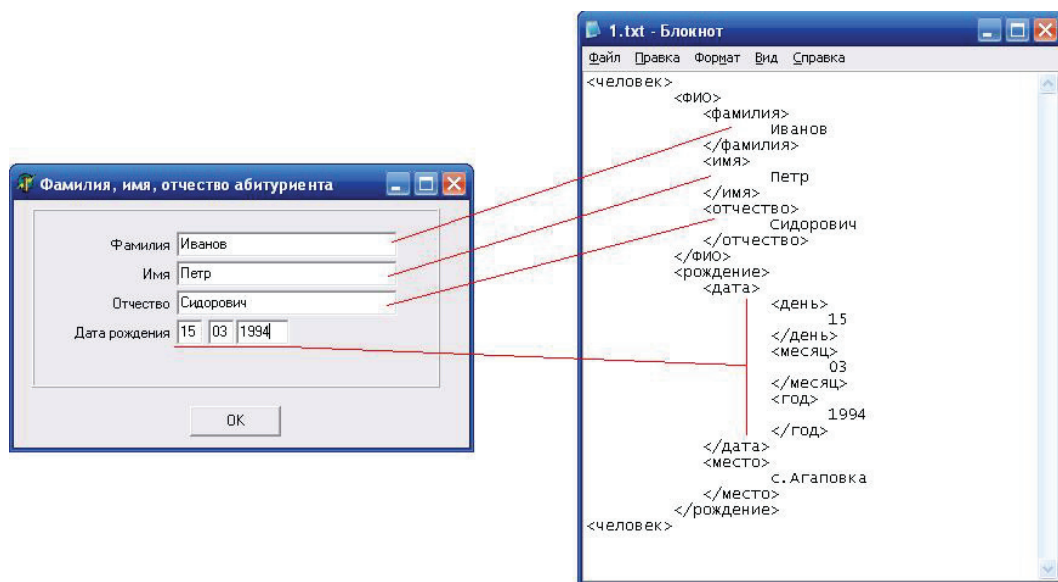 Фамилия, имя, отчество абитуриента
Фамилия Иванов
Имя Петр
Отчество Сидорович
Дата рождения 15 03 1994
OK
1.txt - Блокнот
Файл Правка Формат Вид Справка
<человек>
<ФИО>
<фамилия>
Иванов
</фамилия>
<имя>
Петр
</имя>
<отчество>
Сидорович
</отчество>
</ФИО>
<рождение>
<дата>
<день>
15
</день>
<месяц>
03
</месяц>
<год>
1994
</год>
</дата>
<место>
с.Агаповка
</место>
</рождение>
<человек>